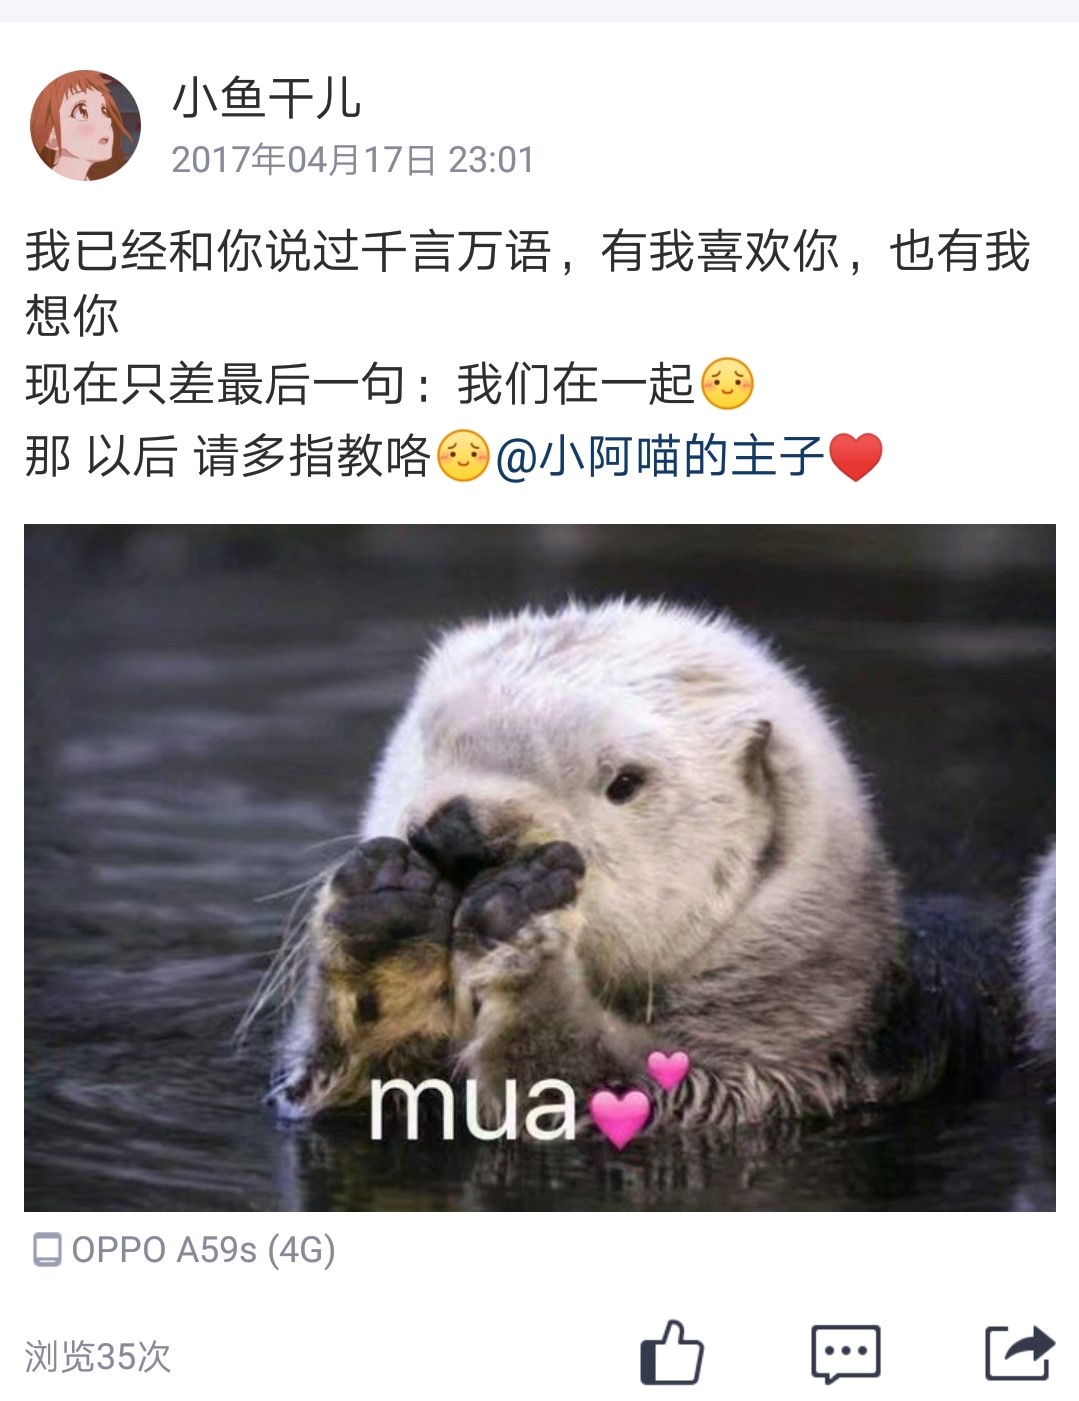 小鱼干儿
2017年04月17日 23:01
我已经和你说过千言万语，有我喜欢你，也有我
想你
现在只差最后一句：我们在一起😌
那 以后 请多指教咯😌@小阿喵的主子❤️
mua💕
OPPO A59s (4G)
浏览35次